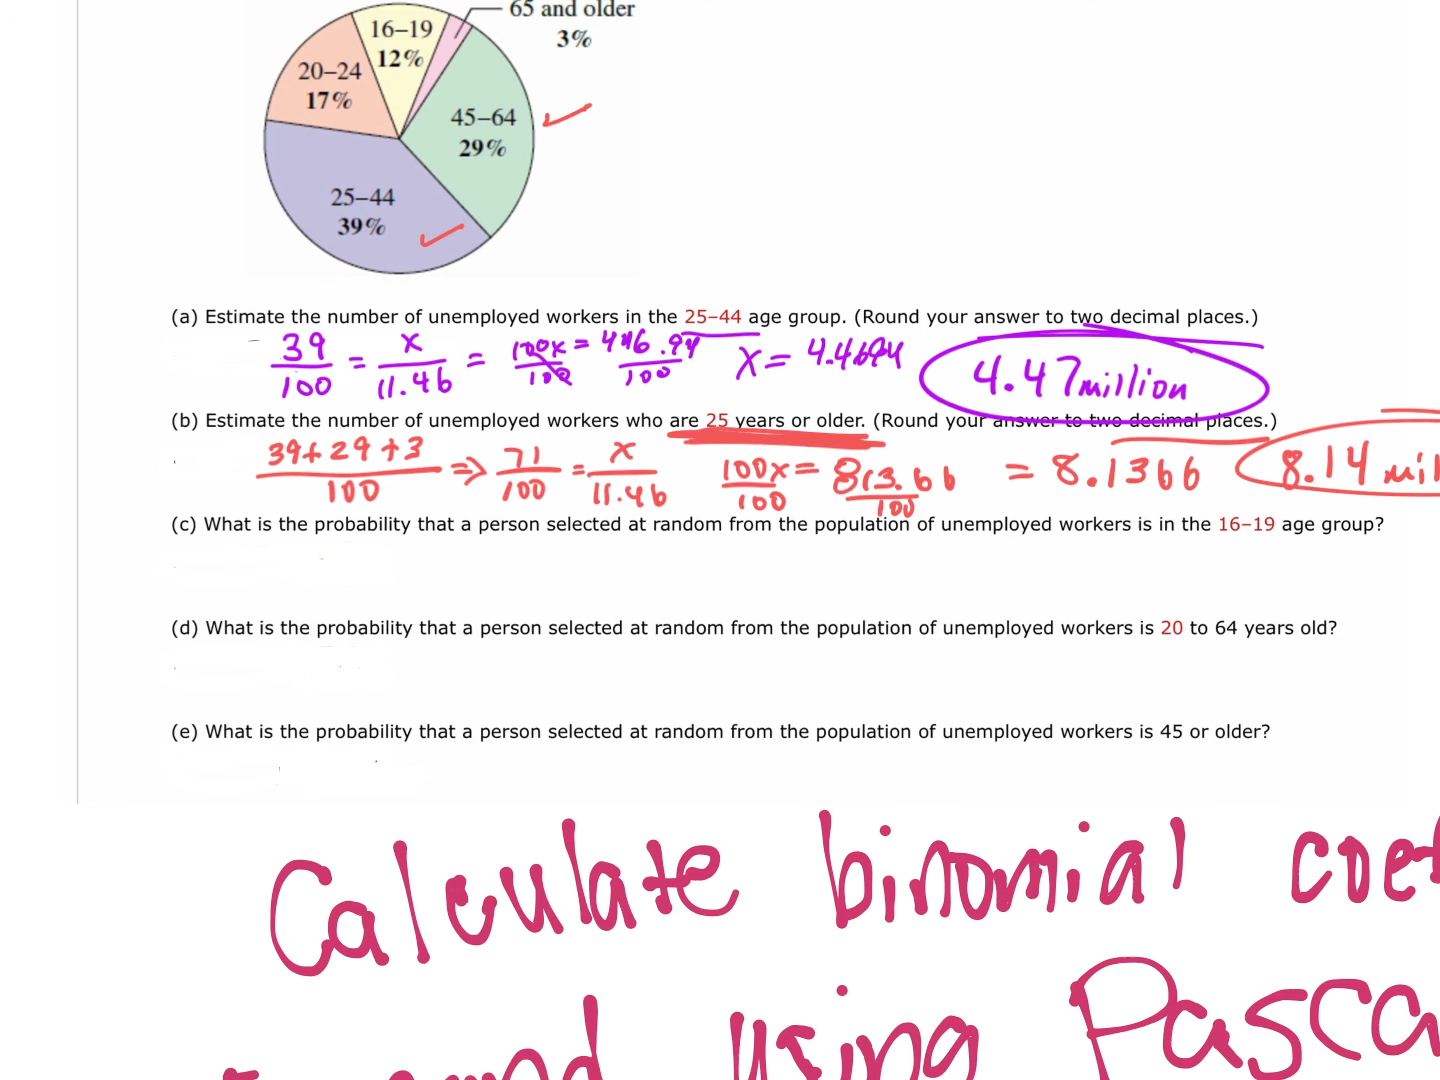 65 and older
3%
16–19
12%
20–24
17%
45–64
29%
25–44
39%
(a) Estimate the number of unemployed workers in the 25–44 age group. (Round your answer to two decimal places.)
39/100 = x/11.46 = 100x/100 = 446.94/100 x = 4.4694 4.47 million
(b) Estimate the number of unemployed workers who are 25 years or older. (Round your answer to two decimal places.)
39+29+3/100 => 71/100 = x/11.46 100x/100 = 813.66/100 = 8.1366 8.14 mil
(c) What is the probability that a person selected at random from the population of unemployed workers is in the 16–19 age group?
(d) What is the probability that a person selected at random from the population of unemployed workers is 20 to 64 years old?
(e) What is the probability that a person selected at random from the population of unemployed workers is 45 or older?
Calculate binomial coef
using Pasca